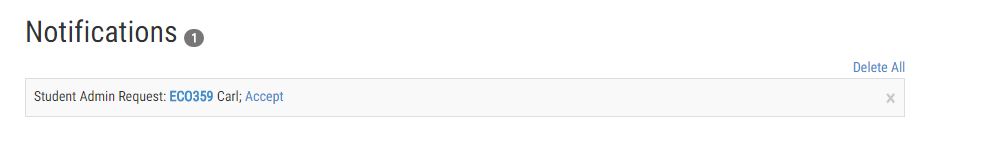 Notifications 1
Delete All
Student Admin Request: ECO359 Carl; Accept ×